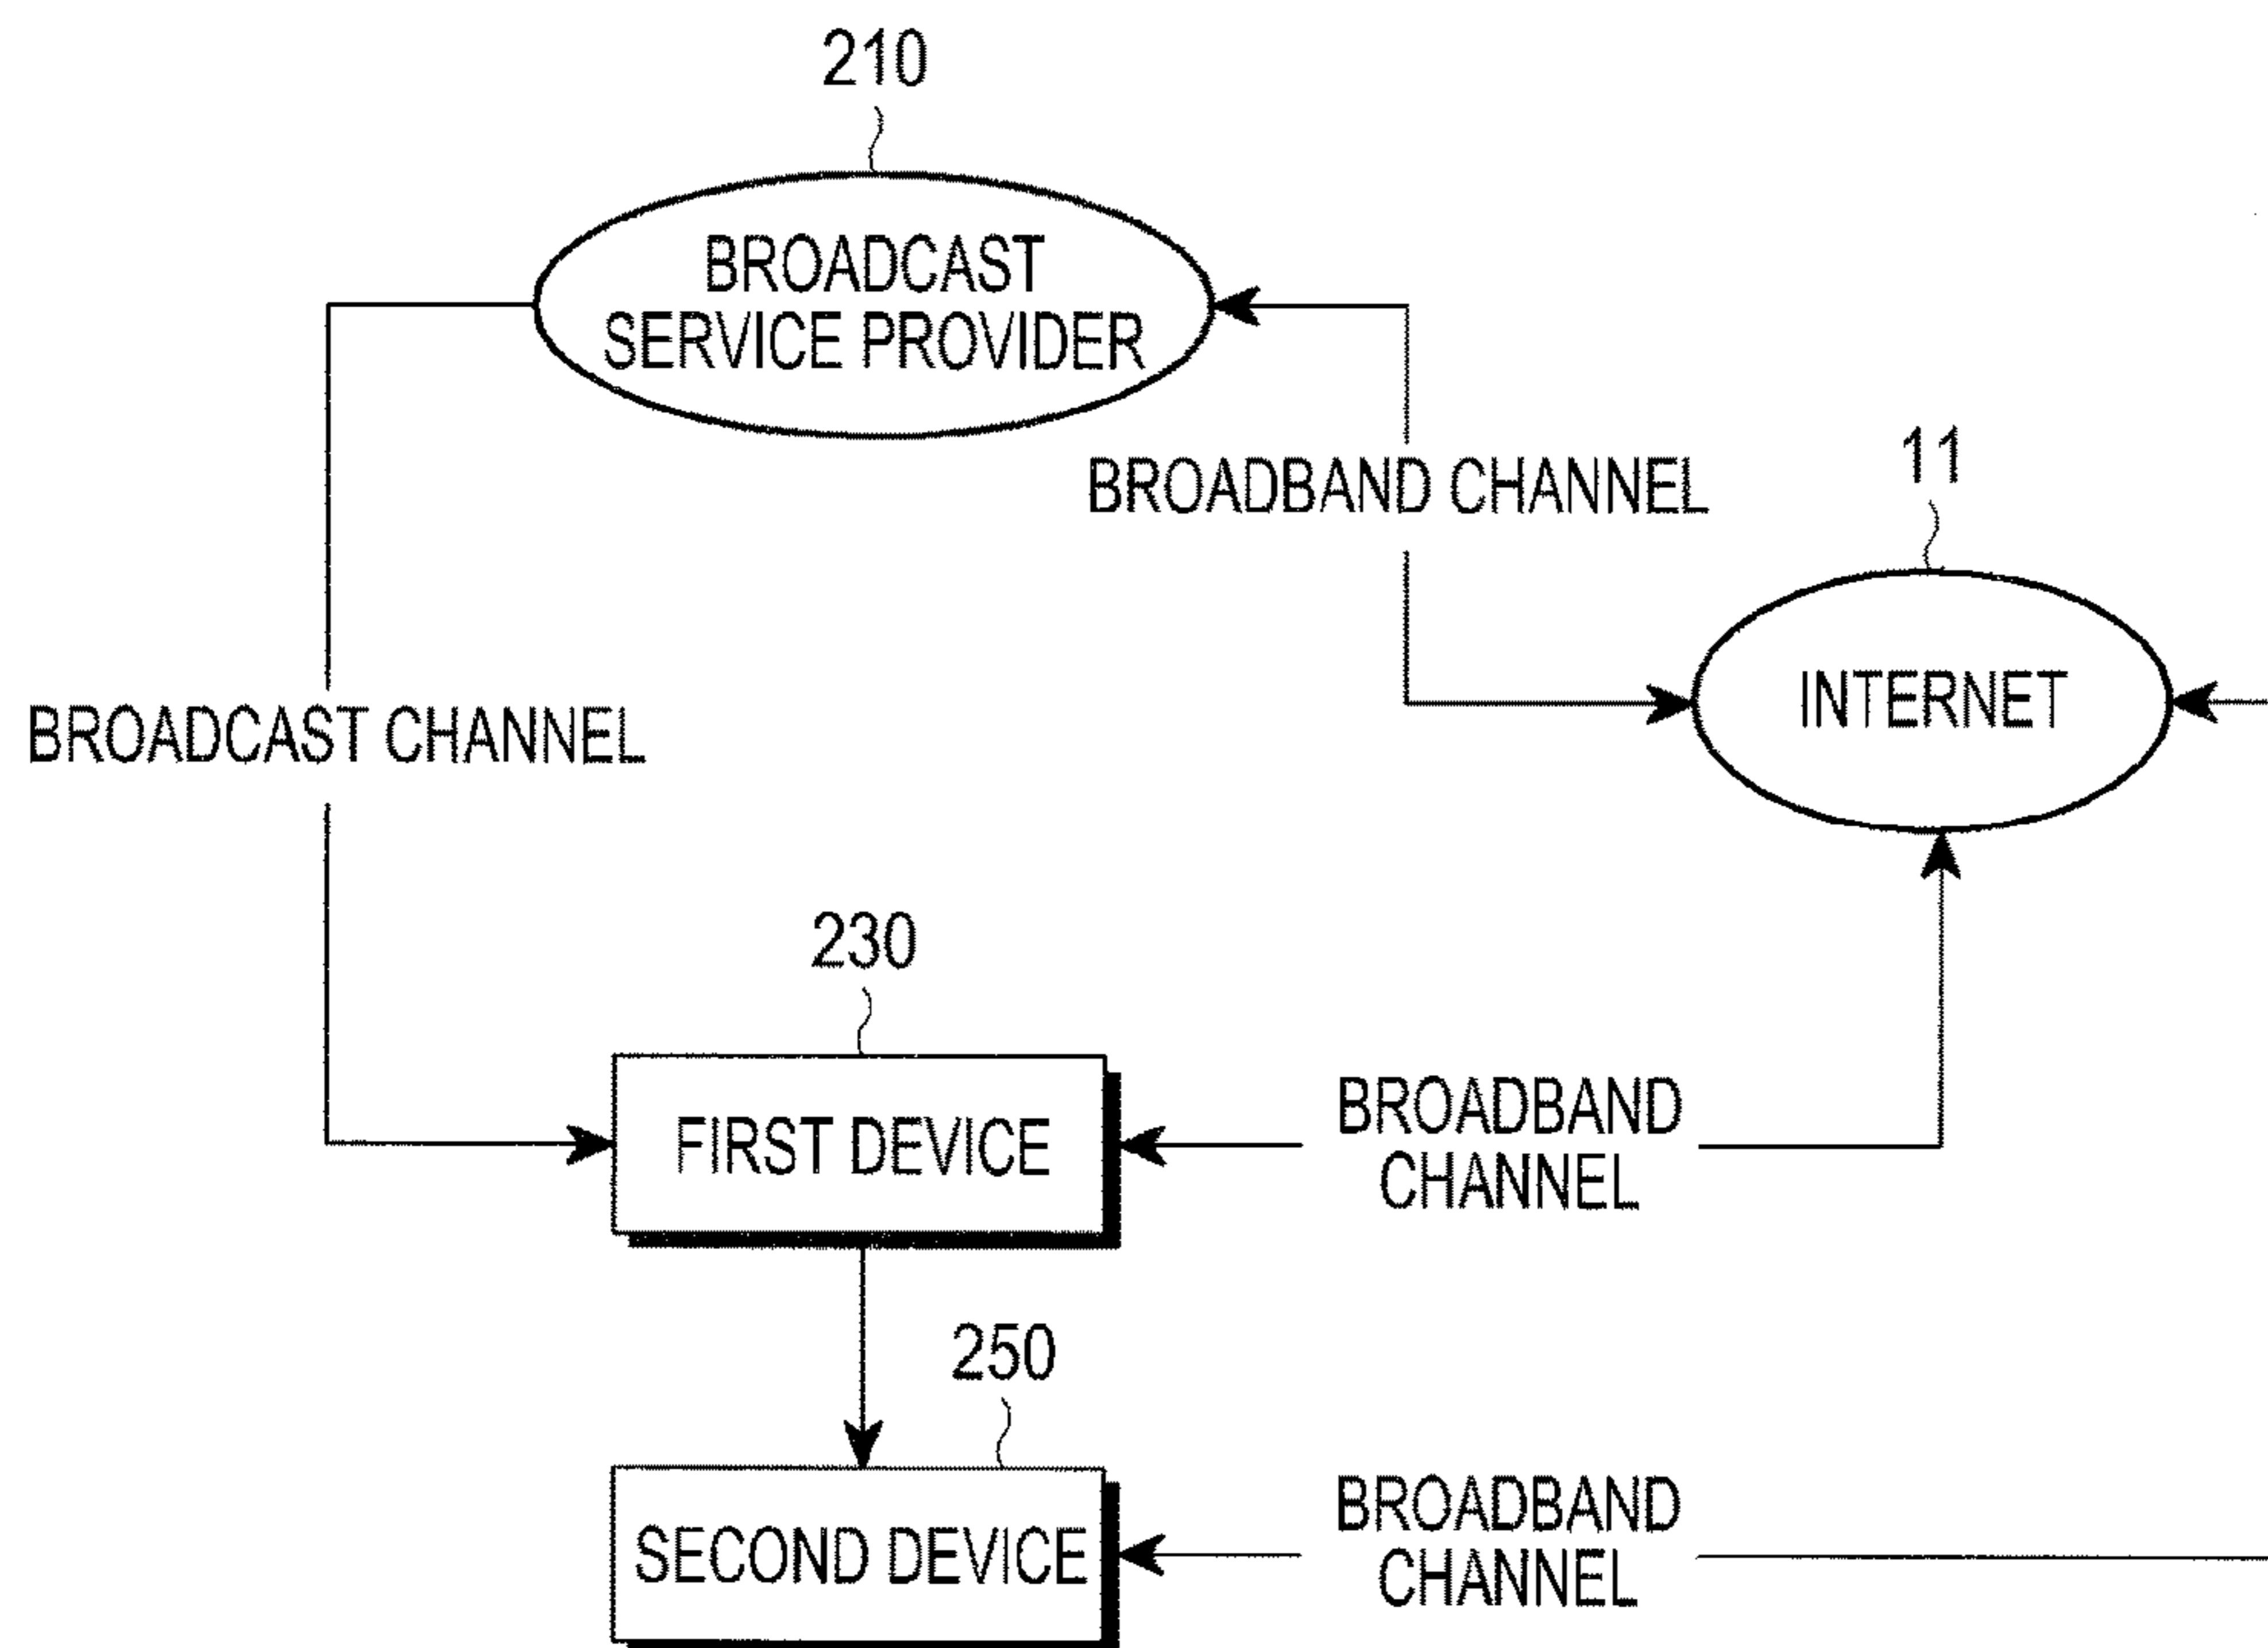 210
BROADCAST
SERVICE PROVIDER
BROADBAND CHANNEL
11
INTERNET
BROADCAST CHANNEL
230
FIRST DEVICE
BROADBAND
CHANNEL
250
SECOND DEVICE
BROADBAND
CHANNEL